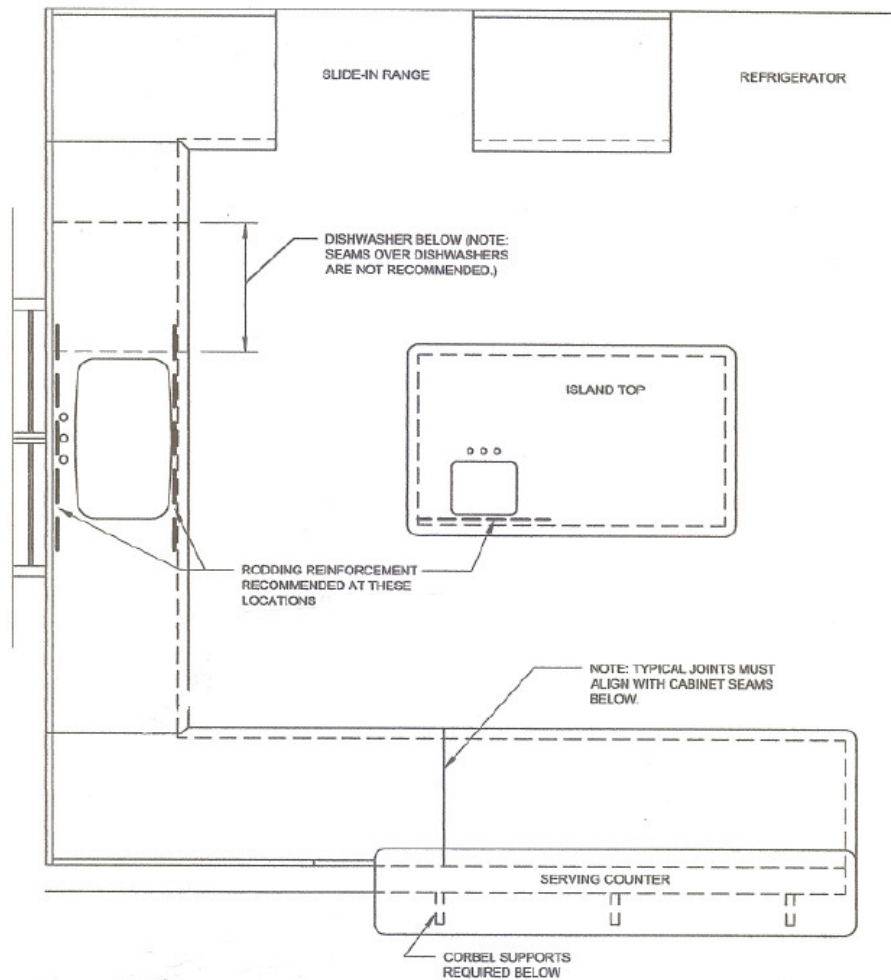 SLIDE-IN RANGE
REFRIGERATOR
DISHWASHER BELOW (NOTE:
SEAMS OVER DISHWASHERS
ARE NOT RECOMMENDED.)
ISLAND TOP
RODDING REINFORCEMENT
RECOMMENDED AT THESE
LOCATIONS
NOTE: TYPICAL JOINTS MUST
ALIGN WITH CABINET SEAMS
BELOW.
SERVING COUNTER
CORBEL SUPPORTS
REQUIRED BELOW